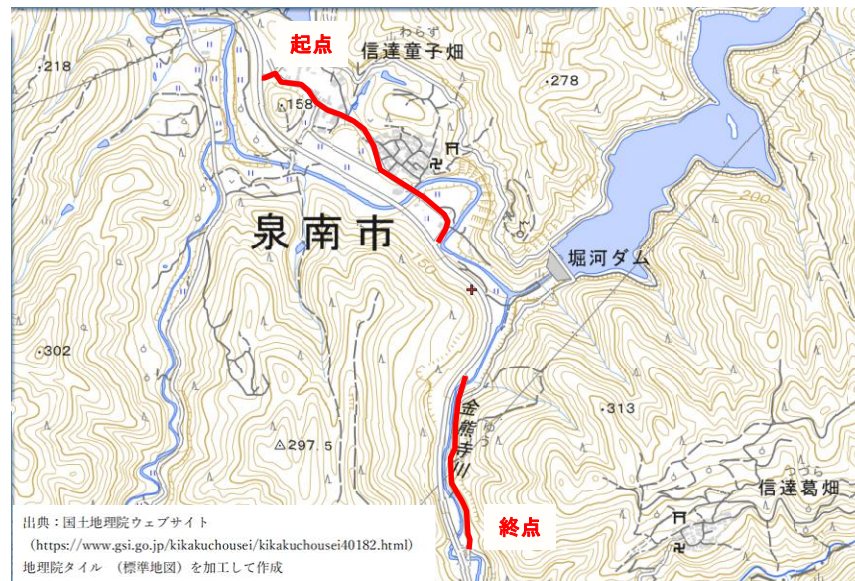 起点
わらず
信達童子畑
218
278
158
泉南市
200
堀河ダム
150
302
313
金熊寺川
ゆう
297.5
つづら
信達葛畑
終点
出典：国土地理院ウェブサイト
（https://www.gsi.go.jp/kikakuchousei/kikakuchousei40182.html）
地理院タイル （標準地図）を加工して作成